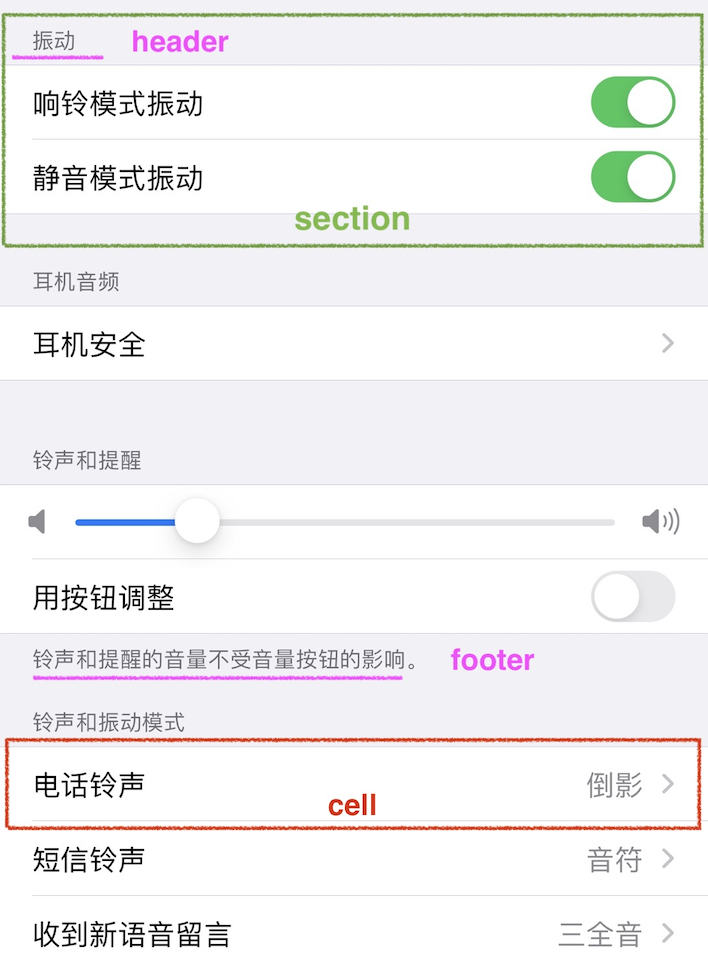 振动 header
响铃模式振动
静音模式振动
section
耳机音频
耳机安全
铃声和提醒
用按钮调整
铃声和提醒的音量不受音量按钮的影响。 footer
铃声和振动模式
电话铃声 倒影
cell
短信铃声 音符
收到新语音留言 三全音